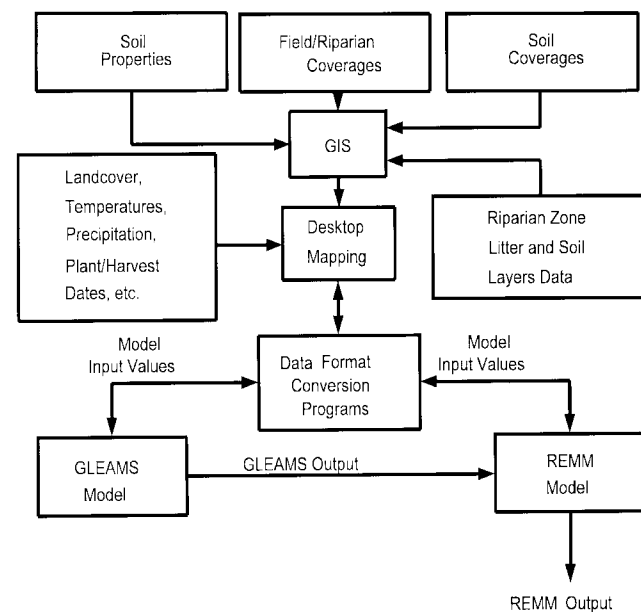 Soil
Properties
Field/Riparian
Coverages
Soil
Coverages
GIS
Landcover,
Temperatures,
Precipitation,
Plant/Harvest
Dates, etc.
Desktop
Mapping
Riparian Zone
Litter and Soil
Layers Data
Model
Input Values
Data Format
Conversion
Programs
Model
Input Values
GLEAMS
Model
GLEAMS Output
REMM
Model
REMM Output